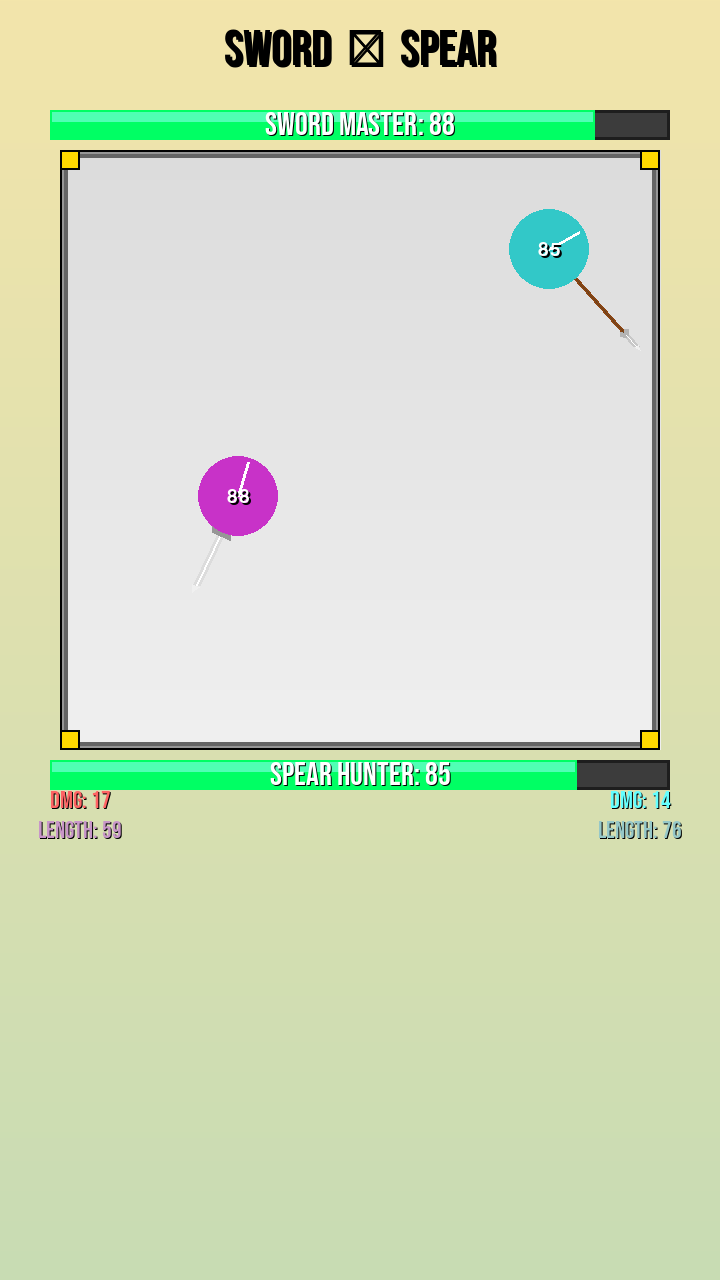 SWORD SPEAR
SWORD MASTER: 88
85
88
SPEAR HUNTER: 85
DMG: 17 DMG: 14
LENGTH: 59 LENGTH: 76